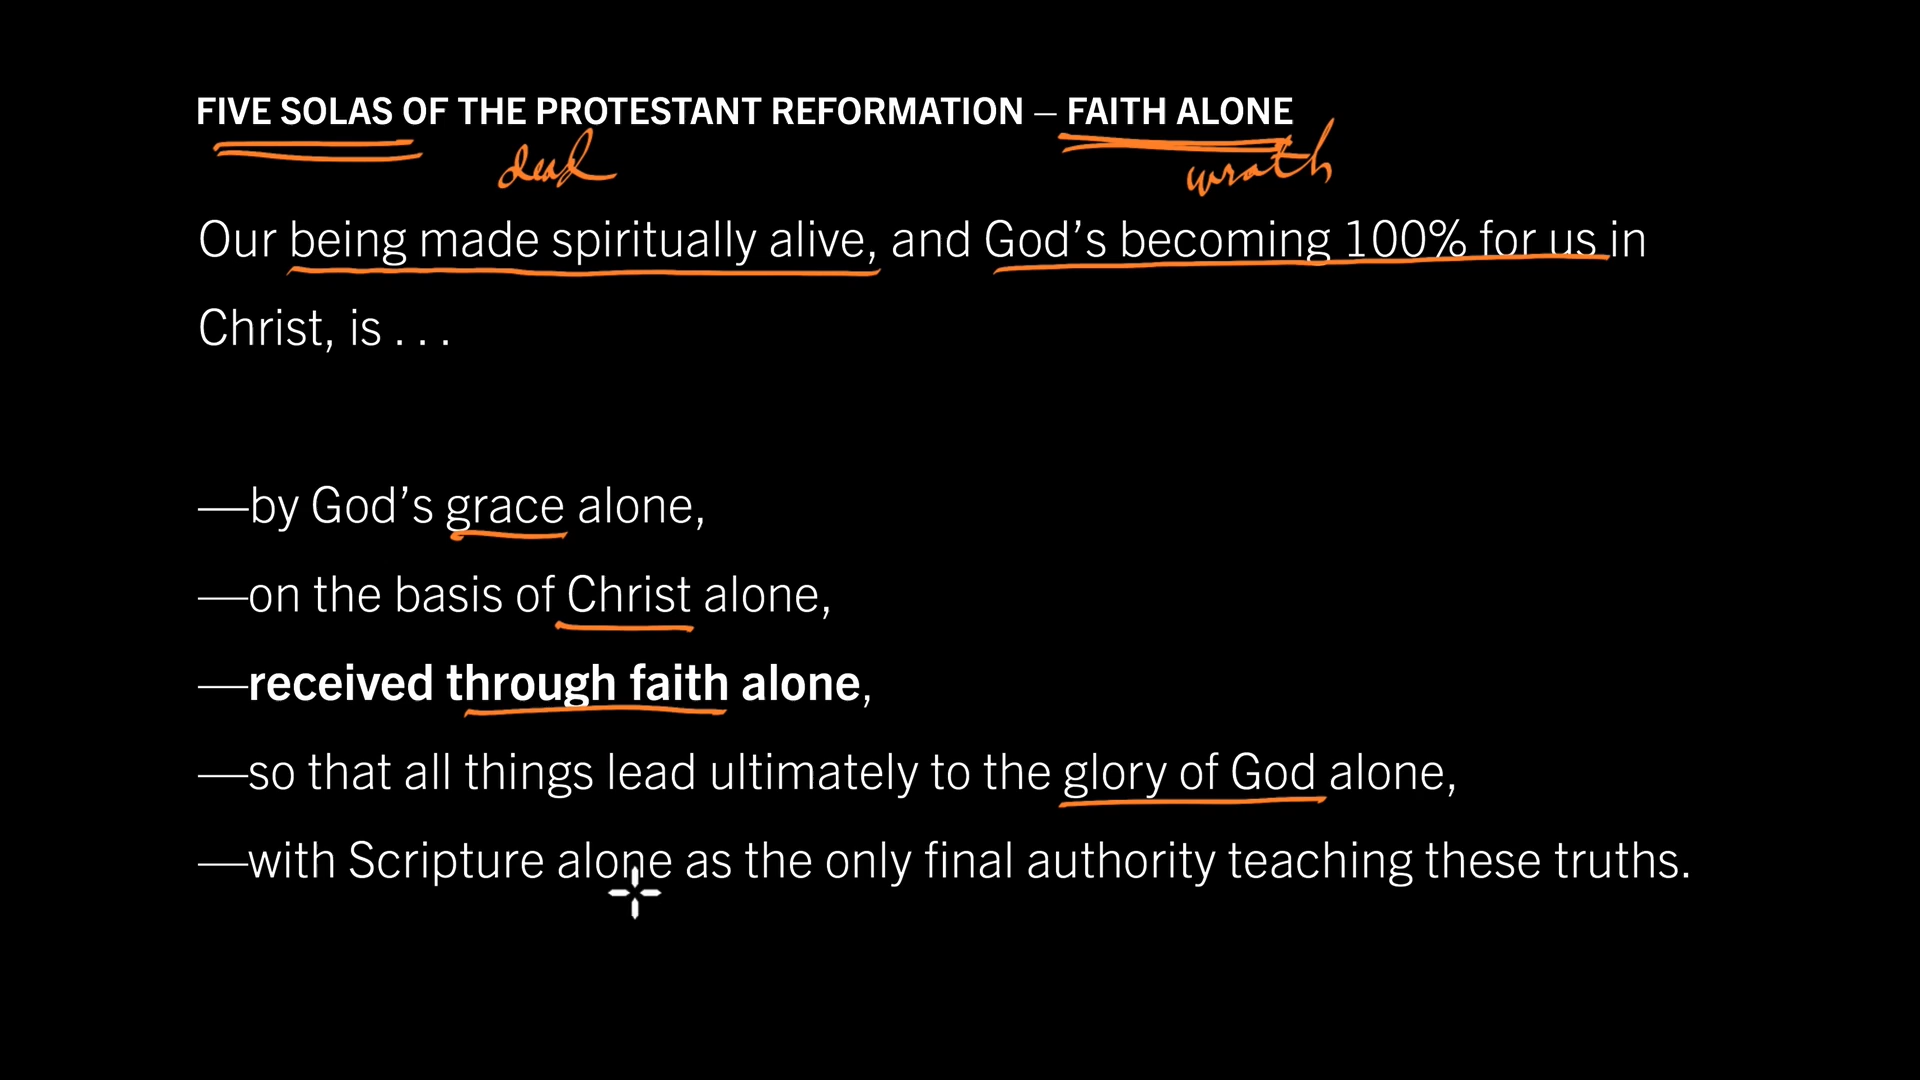 FIVE SOLAS OF THE PROTESTANT REFORMATION – FAITH ALONE
dead wrath
Our being made spiritually alive, and God’s becoming 100% for us in
Christ, is . . .
—by God’s grace alone,
—on the basis of Christ alone,
—received through faith alone,
—so that all things lead ultimately to the glory of God alone,
—with Scripture alone as the only final authority teaching these truths.